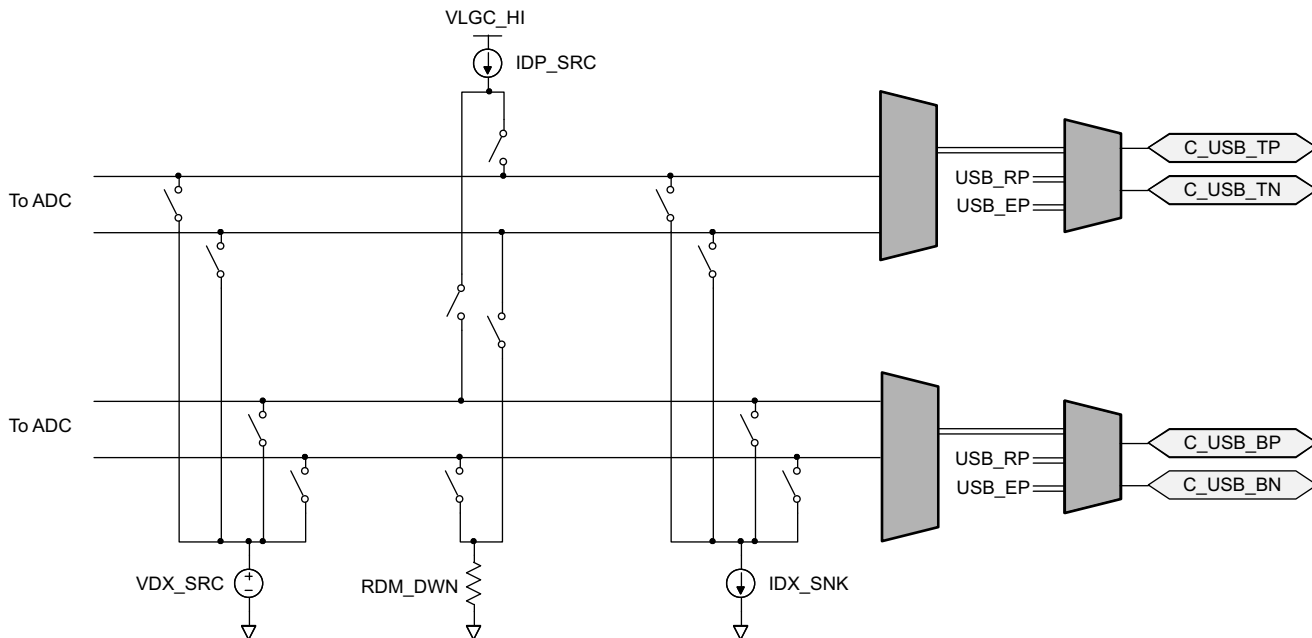 VLGC_HI
IDP_SRC
C_USB_TP
To ADC
USB_RP
C_USB_TN
USB_EP
To ADC
C_USB_BP
USB_RP
USB_EP
C_USB_BN
VDX_SRC
+
−
RDM_DWN
IDX_SNK